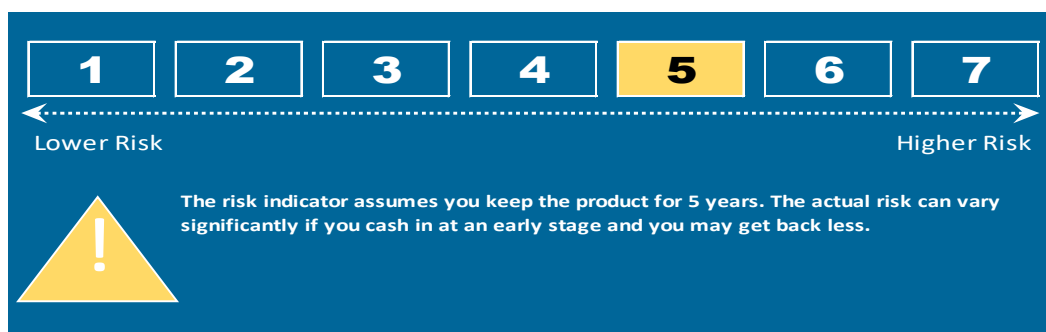 1 2 3 4 5 6 7
Lower Risk Higher Risk
The risk indicator assumes you keep the product for 5 years. The actual risk can vary
significantly if you cash in at an early stage and you may get back less.
!